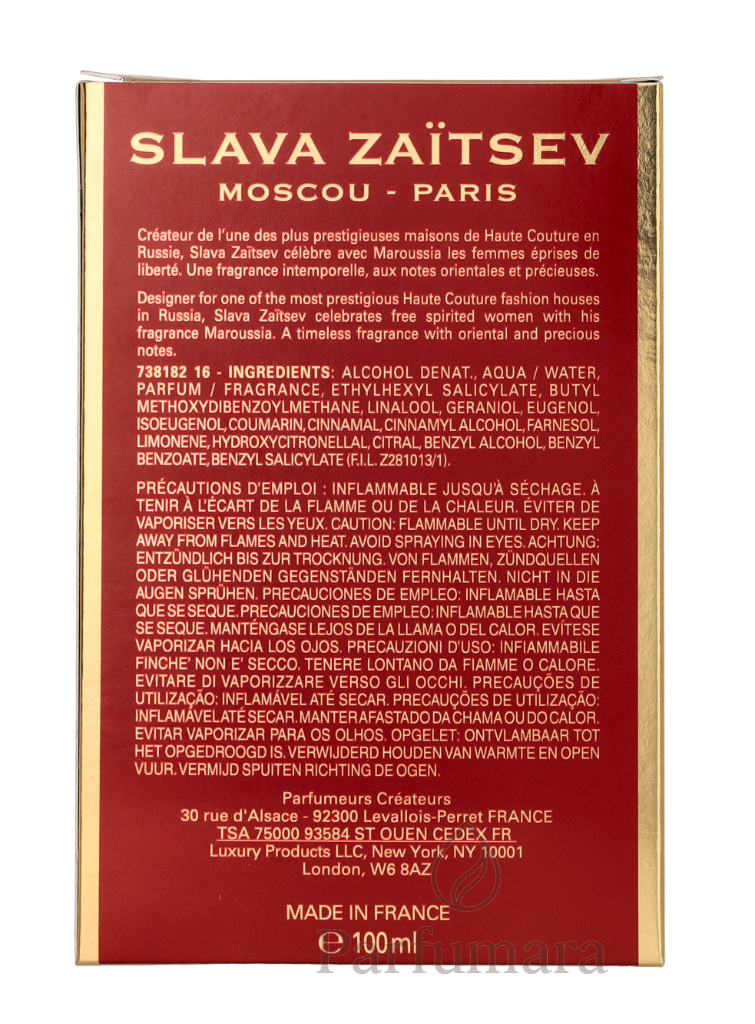 SLAVA ZAÏTSEV
MOSCOU - PARIS
Créateur de l'une des plus prestigieuses maisons de Haute Couture en
Russie, Slava Zaïtsev célèbre avec Maroussia les femmes éprises de
liberté. Une fragrance intemporelle, aux notes orientales et précieuses.
Designer for one of the most prestigious Haute Couture fashion houses
in Russia, Slava Zaïtsev celebrates free spirited women with his
fragrance Maroussia. A timeless fragrance with oriental and precious
notes.
738182 16 - INGREDIENTS: ALCOHOL DENAT., AQUA / WATER,
PARFUM / FRAGRANCE, ETHYLHEXYL SALICYLATE, BUTYL
METHOXYDIBENZOYLMETHANE, LINALOOL, GERANIOL, EUGENOL,
ISOEUGENOL, COUMARIN, CINNAMAL, CINNAMYL ALCOHOL, FARNESOL,
LIMONENE, HYDROXYCITRONELLAL, CITRAL, BENZYL ALCOHOL, BENZYL
BENZOATE, BENZYL SALICYLATE (F.I.L. Z281013/1).
PRÉCAUTIONS D'EMPLOI : INFLAMMABLE JUSQU'À SÉCHAGE. À
TENIR À L'ÉCART DE LA FLAMME OU DE LA CHALEUR. ÉVITER DE
VAPORISER VERS LES YEUX. CAUTION: FLAMMABLE UNTIL DRY. KEEP
AWAY FROM FLAMES AND HEAT. AVOID SPRAYING IN EYES. ACHTUNG:
ENTZÜNDLICH BIS ZUR TROCKNUNG. VON FLAMMEN, ZÜNDQUELLEN
ODER GLÜHENDEN GEGENSTÄNDEN FERNHALTEN. NICHT IN DIE
AUGEN SPRÜHEN. PRECAUCIONES DE EMPLEO: INFLAMABLE HASTA
QUE SE SEQUE. PRECAUCIONES DE EMPLEO: INFLAMABLE HASTA QUE
SE SEQUE. MANTÉNGASE LEJOS DE LA LLAMA O DEL CALOR. EVÍTESE
VAPORIZAR HACIA LOS OJOS. PRECAUZIONI D'USO: INFIAMMABILE
FINCHE' NON E' SECCO. TENERE LONTANO DA FIAMME O CALORE.
EVITARE DI VAPORIZZARE VERSO GLI OCCHI. PRECAUÇÕES DE
UTILIZAÇÃO: INFLAMÁVEL ATÉ SECAR. PRECAUÇÕES DE UTILIZAÇÃO:
INFLAMÁVEL ATÉ SECAR. MANTER AFASTADO DA CHAMA OU DO CALOR.
EVITAR VAPORIZAR PARA OS OLHOS. OPGELET: ONTVLAMBAAR TOT
HET OPGEDROOGD IS. VERWIJDERD HOUDEN VAN WARMTE EN OPEN
VUUR. VERMIJD SPUITEN RICHTING DE OGEN.
Parfumeurs Créateurs
30 rue d'Alsace - 92300 Levallois-Perret FRANCE
TSA 75000 93584 ST OUEN CEDEX FR
Luxury Products LLC, New York, NY 10001
London, W6 8AZ
MADE IN FRANCE
℮ 100ml
Parfumara